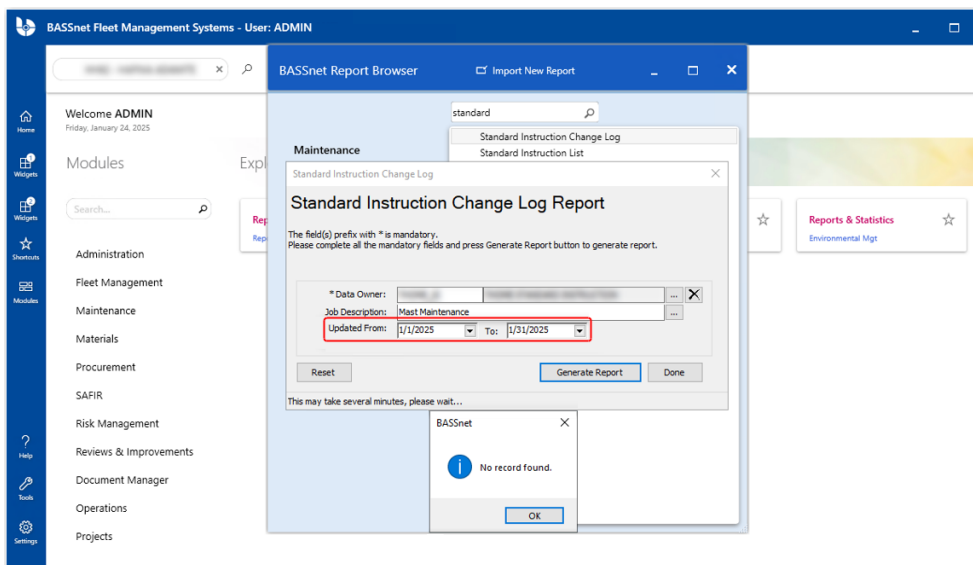 BASSnet Fleet Management Systems - User: ADMIN
Home
Widgets
1
Widgets
2
Shortcuts
Modules
Help
Tools
Settings
Welcome ADMIN
Friday, January 24, 2025
Modules
Expl
Search...
Administration
Fleet Management
Maintenance
Materials
Procurement
SAFIR
Risk Management
Reviews & Improvements
Document Manager
Operations
Projects
Rep
Repo
Reports & Statistics
Environmental Mgt
BASSnet Report Browser
Import New Report
standard
Maintenance
Standard Instruction Change Log
Standard Instruction List
Standard Instruction Change Log
Standard Instruction Change Log Report
The field(s) prefix with * is mandatory.
Please complete all the mandatory fields and press Generate Report button to generate report.
* Data Owner: ...
Job Description: Mast Maintenance ...
Updated From: 1/1/2025 To: 1/31/2025
Reset Generate Report Done
This may take several minutes, please wait...
BASSnet
No record found.
OK